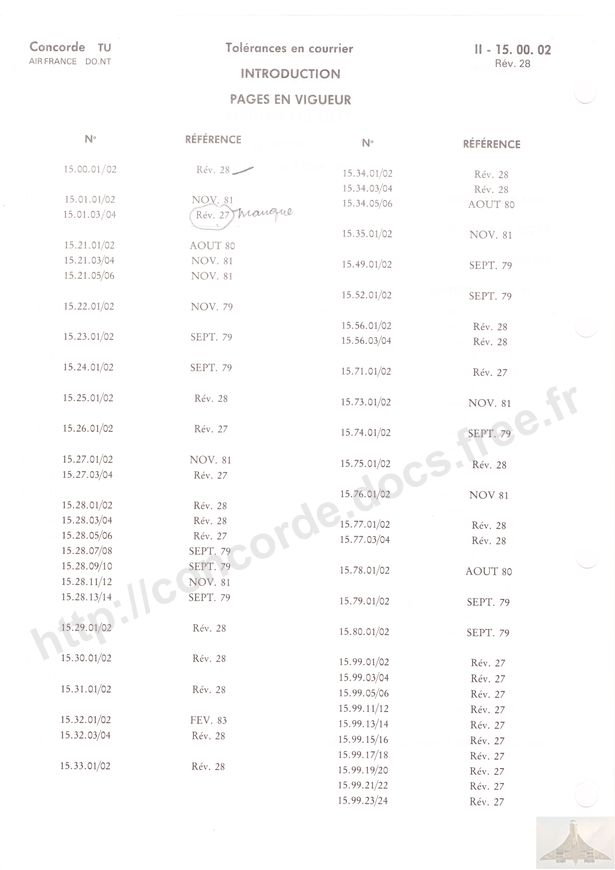 Concorde TU
AIR FRANCE DO.NT
Tolérances en courrier
INTRODUCTION
PAGES EN VIGUEUR
II - 15. 00. 02
Rév. 28
N° RÉFÉRENCE
15.00.01/02 Rév. 28
15.01.01/02 NOV. 81
15.01.03/04 Rév. 27 manque
15.21.01/02 AOUT 80
15.21.03/04 NOV. 81
15.21.05/06 NOV. 81
15.22.01/02 NOV. 79
15.23.01/02 SEPT. 79
15.24.01/02 SEPT. 79
15.25.01/02 Rév. 28
15.26.01/02 Rév. 27
15.27.01/02 NOV. 81
15.27.03/04 Rév. 27
15.28.01/02 Rév. 28
15.28.03/04 Rév. 28
15.28.05/06 Rév. 27
15.28.07/08 SEPT. 79
15.28.09/10 SEPT. 79
15.28.11/12 NOV. 81
15.28.13/14 SEPT. 79
15.29.01/02 Rév. 28
15.30.01/02 Rév. 28
15.31.01/02 Rév. 28
15.32.01/02 FEV. 83
15.32.03/04 Rév. 28
15.33.01/02 Rév. 28
N° RÉFÉRENCE
15.34.01/02 Rév. 28
15.34.03/04 Rév. 28
15.34.05/06 AOUT 80
15.35.01/02 NOV. 81
15.49.01/02 SEPT. 79
15.52.01/02 SEPT. 79
15.56.01/02 Rév. 28
15.56.03/04 Rév. 28
15.71.01/02 Rév. 27
15.73.01/02 NOV. 81
15.74.01/02 SEPT. 79
15.75.01/02 Rév. 28
15.76.01/02 NOV 81
15.77.01/02 Rév. 28
15.77.03/04 Rév. 28
15.78.01/02 AOUT 80
15.79.01/02 SEPT. 79
15.80.01/02 SEPT. 79
15.99.01/02 Rév. 27
15.99.03/04 Rév. 27
15.99.05/06 Rév. 27
15.99.11/12 Rév. 27
15.99.13/14 Rév. 27
15.99.15/16 Rév. 27
15.99.17/18 Rév. 27
15.99.19/20 Rév. 27
15.99.21/22 Rév. 27
15.99.23/24 Rév. 27
http://concorde.docs.free.fr